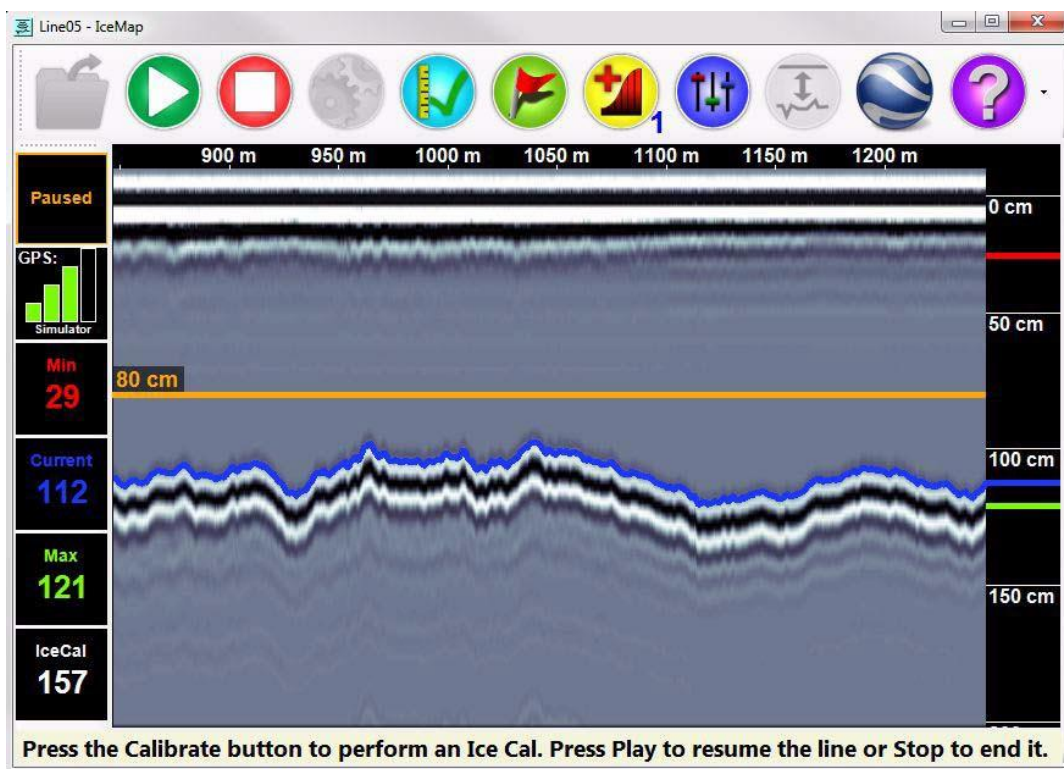 Line05 - IceMap
1
900 m 950 m 1000 m 1050 m 1100 m 1150 m 1200 m
Paused
0 cm
GPS:
Simulator
50 cm
Min
29
80 cm
Current
112
100 cm
Max
121
150 cm
IceCal
157
Press the Calibrate button to perform an Ice Cal. Press Play to resume the line or Stop to end it.